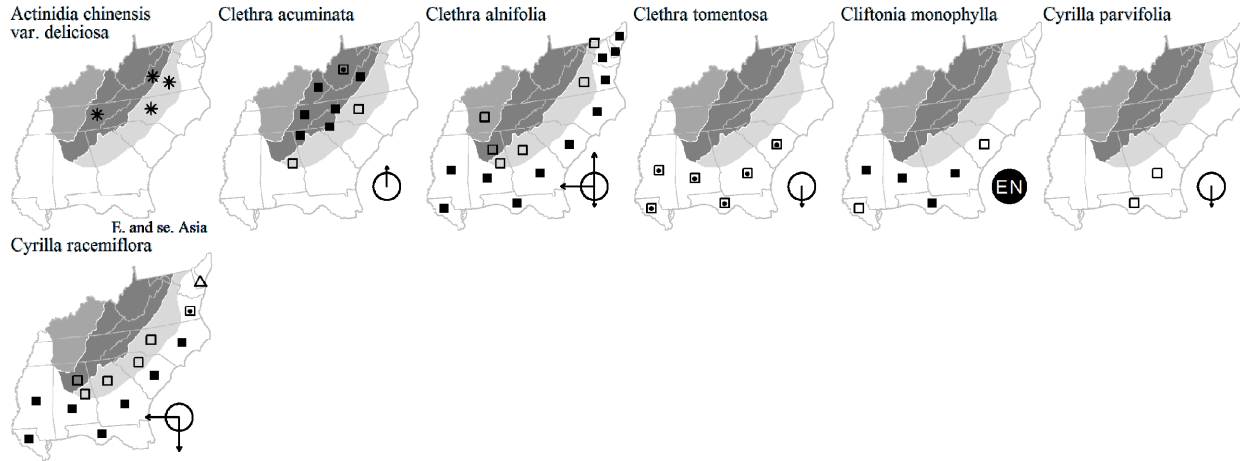 Actinidia chinensis
var. deliciosa
Clethra acuminata
Clethra alnifolia
Clethra tomentosa
Cliftonia monophylla
Cyrilla parvifolia
EN
E. and se. Asia
Cyrilla racemiflora